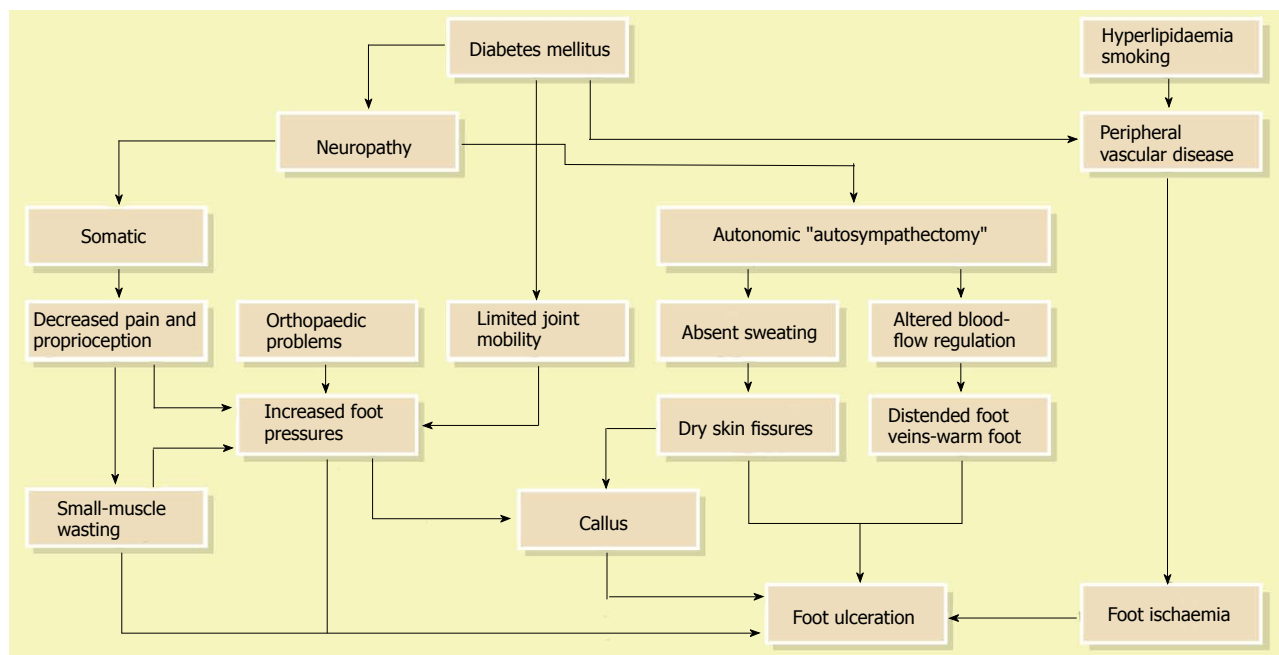 Diabetes mellitus
Hyperlipidaemia
smoking
Neuropathy
Peripheral
vascular disease
Somatic
Autonomic "autosympathectomy"
Decreased pain and
proprioception
Orthopaedic
problems
Limited joint
mobility
Absent sweating
Altered blood-
flow regulation
Increased foot
pressures
Dry skin fissures
Distended foot
veins-warm foot
Small-muscle
wasting
Callus
Foot ulceration
Foot ischaemia